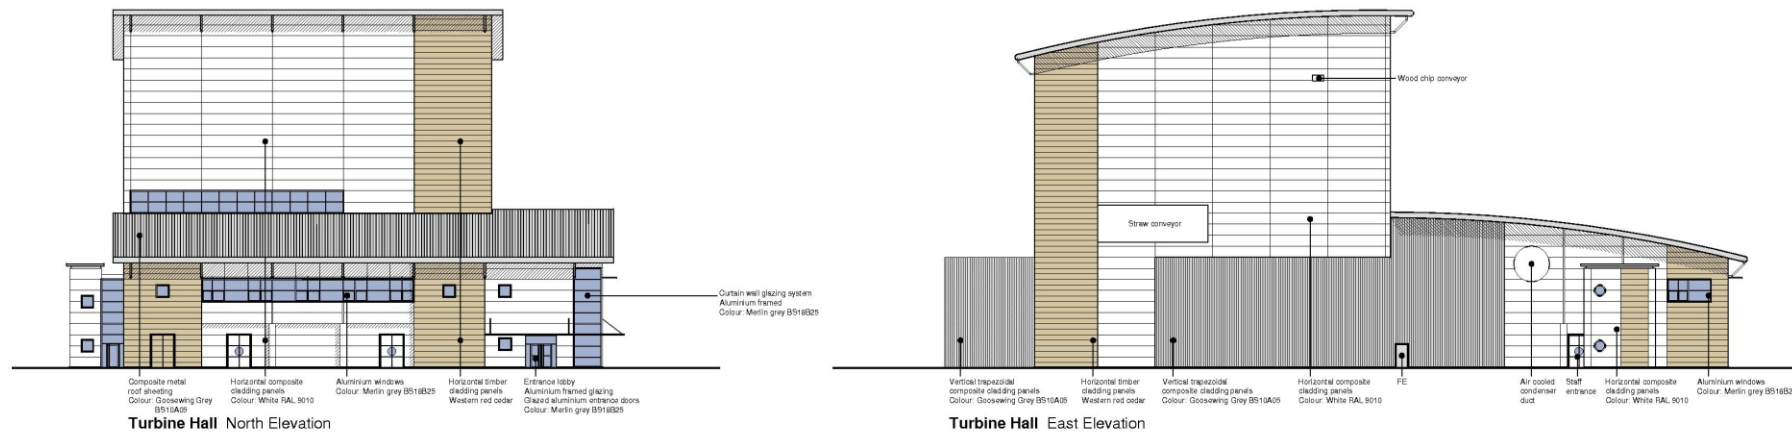 Wood chip conveyor
Straw conveyor
Curtain wall glazing system
Aluminium framed
Colour: Merlin grey BS18B25
Composite metal
roof sheeting
Colour: Goosewing Grey
BS10A05
Horizontal composite
cladding panels
Colour: White RAL 9010
Aluminium windows
Colour: Merlin grey BS18B25
Horizontal timber
cladding panels
Western red cedar
Entrance lobby
Aluminium framed glazing
Glazed aluminium entrance doors
Colour: Merlin grey BS18B25
Turbine Hall North Elevation
Vertical trapezoidal
composite cladding panels
Colour: Goosewing Grey BS10A05
Horizontal timber
cladding panels
Western red cedar
Vertical trapezoidal
composite cladding panels
Colour: Goosewing Grey BS10A05
Horizontal composite
cladding panels
Colour: White RAL 9010
FE
Air cooled
condenser
duct
Staff
entrance
Horizontal composite
cladding panels
Colour: White RAL 9010
Aluminium windows
Colour: Merlin grey BS18B2
Turbine Hall East Elevation